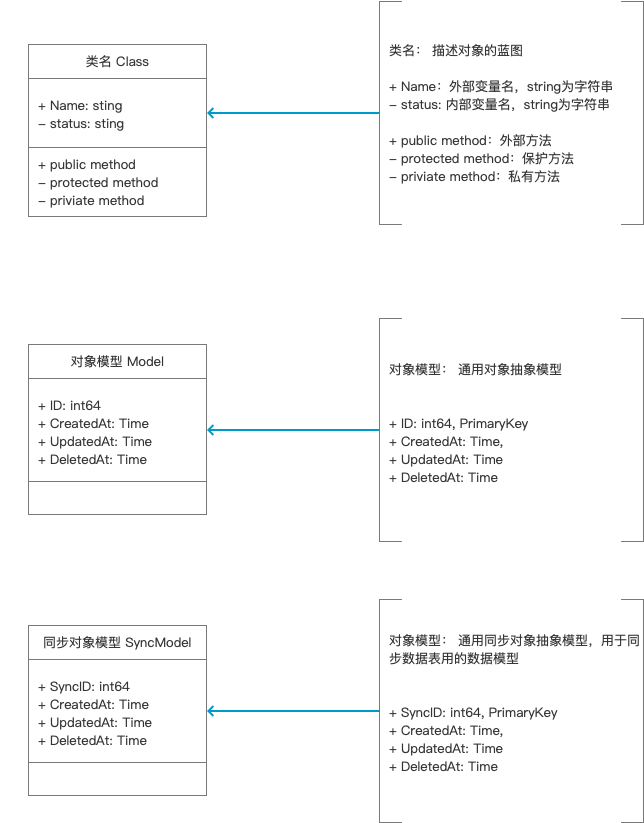 类名 Class
+ Name: sting
– status: sting
+ public method
– protected method
– priviate method
类名： 描述对象的蓝图
+ Name：外部变量名，string为字符串
– status: 内部变量名，string为字符串
+ public method：外部方法
– protected method：保护方法
– priviate method：私有方法
对象模型 Model
+ ID: int64
+ CreatedAt: Time
+ UpdatedAt: Time
+ DeletedAt: Time
对象模型： 通用对象抽象模型
+ ID: int64, PrimaryKey
+ CreatedAt: Time,
+ UpdatedAt: Time
+ DeletedAt: Time
同步对象模型 SyncModel
+ SyncID: int64
+ CreatedAt: Time
+ UpdatedAt: Time
+ DeletedAt: Time
对象模型： 通用同步对象抽象模型，用于同
步数据表用的数据模型
+ SyncID: int64, PrimaryKey
+ CreatedAt: Time,
+ UpdatedAt: Time
+ DeletedAt: Time